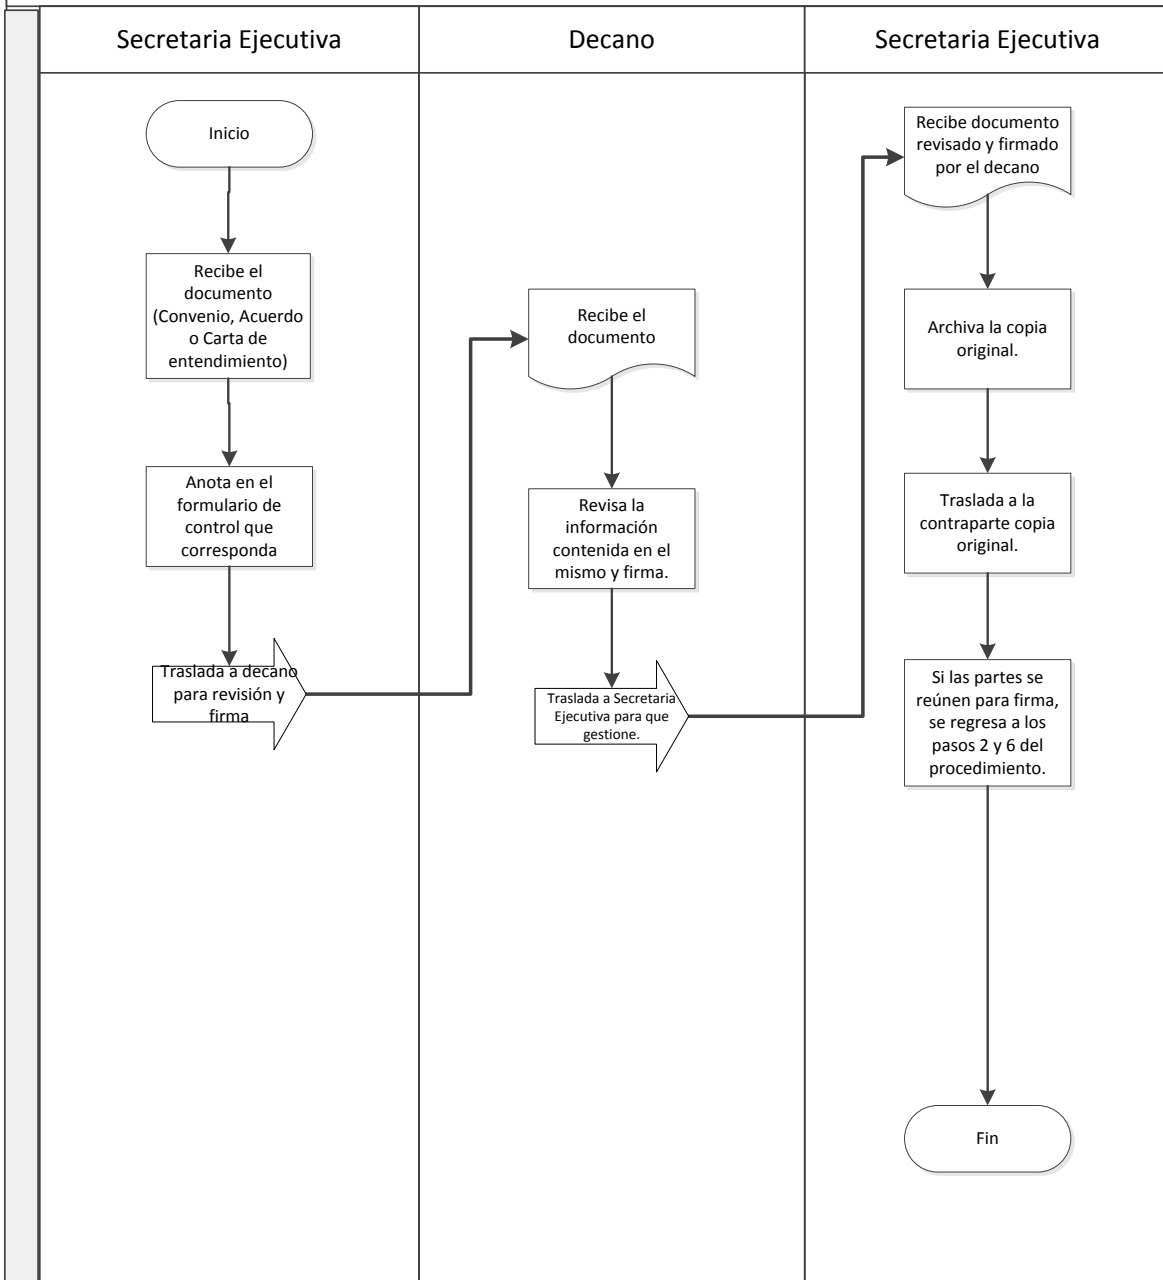 Secretaria Ejecutiva
Decano
Secretaria Ejecutiva
Inicio
Recibe el
documento
(Convenio, Acuerdo
o Carta de
entendimiento)
Anota en el
formulario de
control que
corresponda
Traslada a decano
para revisión y
firma
Recibe el
documento
Revisa la
información
contenida en el
mismo y firma.
Traslada a Secretaria
Ejecutiva para que
gestione.
Recibe documento
revisado y firmado
por el decano
Archiva la copia
original.
Traslada a la
contraparte copia
original.
Si las partes se
reúnen para firma,
se regresa a los
pasos 2 y 6 del
procedimiento.
Fin